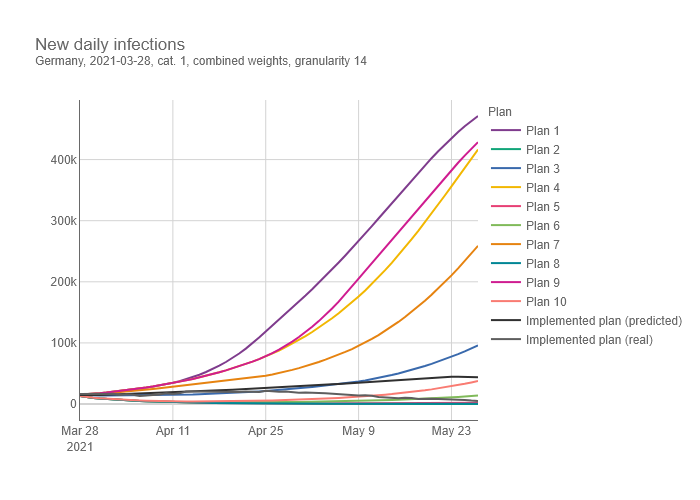 New daily infections
Germany, 2021-03-28, cat. 1, combined weights, granularity 14
Plan
Plan 1
Plan 2
Plan 3
Plan 4
Plan 5
Plan 6
Plan 7
Plan 8
Plan 9
Plan 10
Implemented plan (predicted)
Implemented plan (real)
400k
300k
200k
100k
0
Mar 28 Apr 11 Apr 25 May 9 May 23
2021